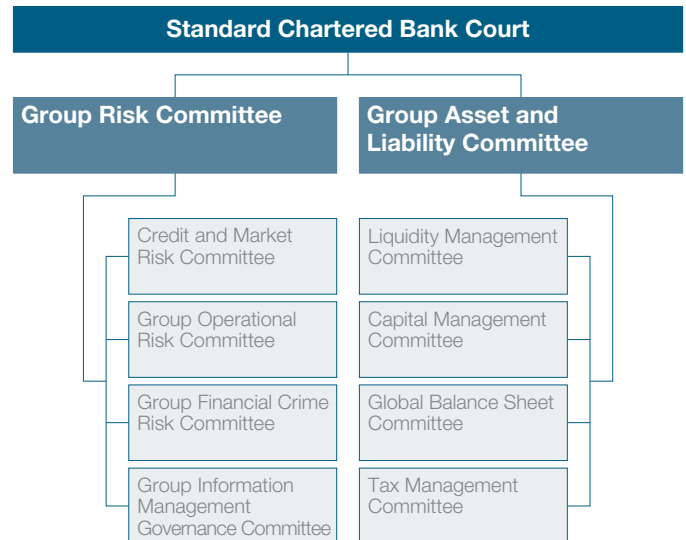 Standard Chartered Bank Court
Group Risk Committee
Group Asset and
Liability Committee
Credit and Market
Risk Committee
Group Operational
Risk Committee
Group Financial Crime
Risk Committee
Group Information
Management
Governance Committee
Liquidity Management
Committee
Capital Management
Committee
Global Balance Sheet
Committee
Tax Management
Committee